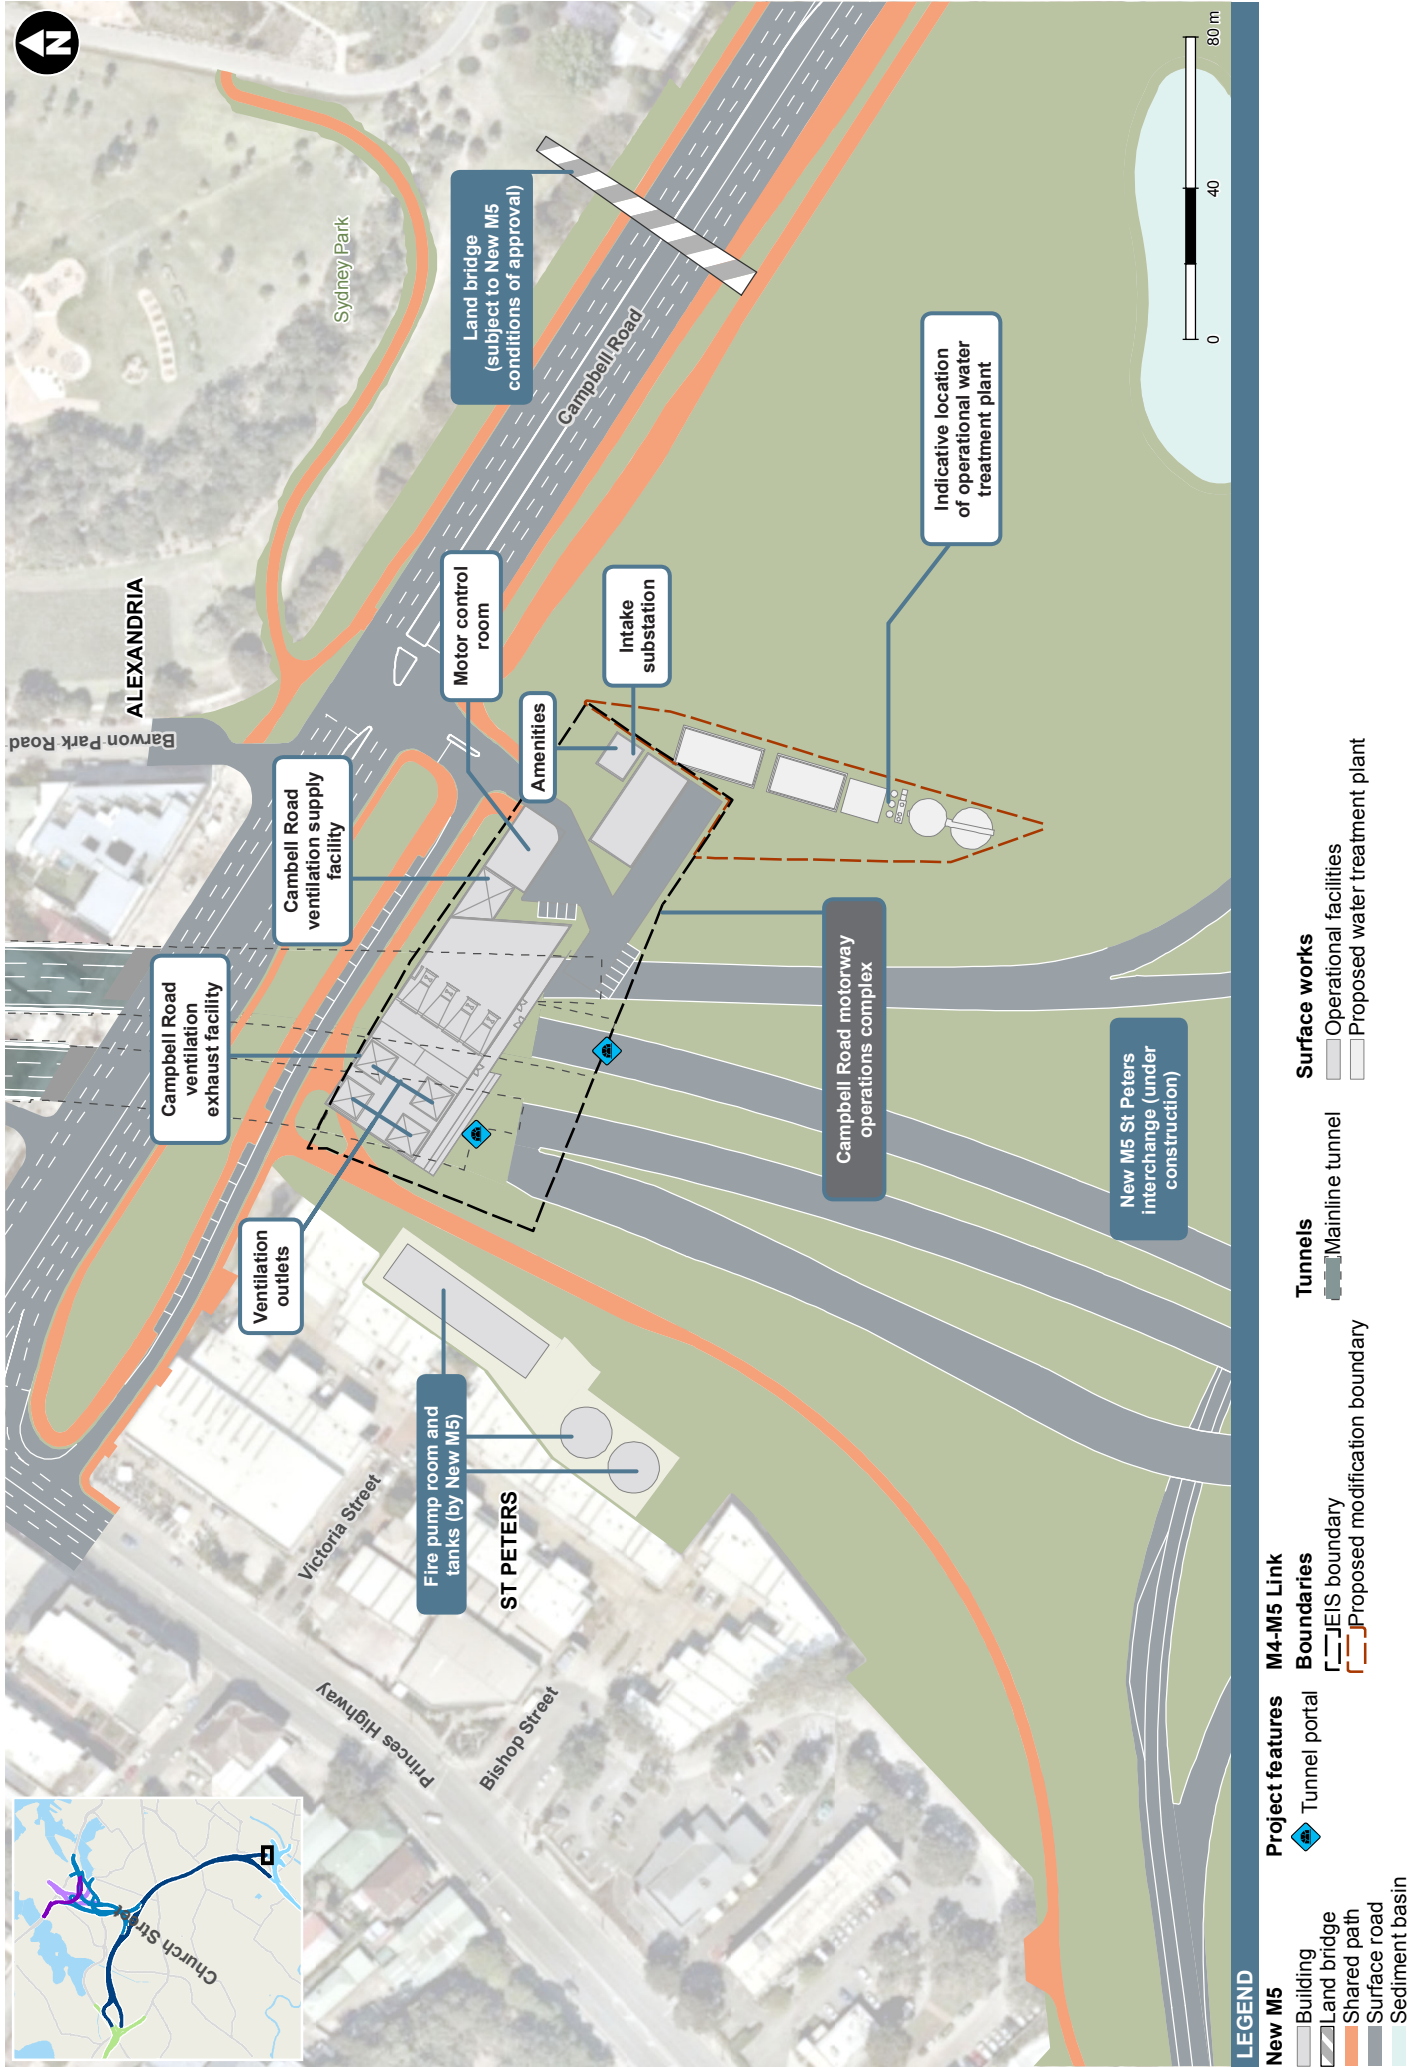 N
Church Street
Sydney Park
ALEXANDRIA
Barwon Park Road
Land bridge
(subject to New M5
conditions of approval)
Campbell Road
Motor control
room
Cambell Road
ventilation supply
facility
Amenities
Intake
substation
Indicative location
of operational water
treatment plant
Campbell Road
ventilation
exhaust facility
Ventilation
outlets
Campbell Road motorway
operations complex
New M5 St Peters
interchange (under
construction)
Fire pump room and
tanks (by New M5)
ST PETERS
Victoria Street
Princes Highway
Bishop Street
0
40
80 m
LEGEND
New M5
Building
Land bridge
Shared path
Surface road
Sediment basin
Project features
Tunnel portal
M4-M5 Link
Boundaries
EIS boundary
Proposed modification boundary
Tunnels
Mainline tunnel
Surface works
Operational facilities
Proposed water treatment plant